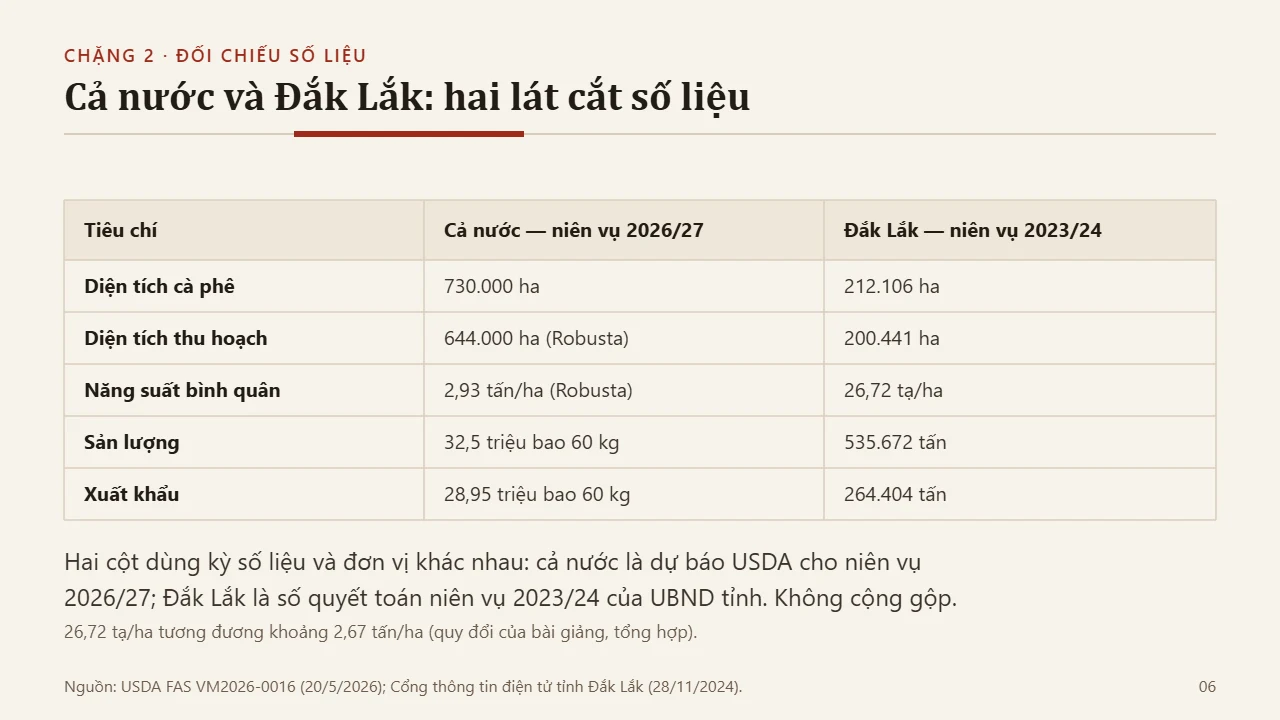 CHẶNG 2 · ĐỐI CHIẾU SỐ LIỆU
Cả nước và Đắk Lắk: hai lát cắt số liệu
Tiêu chí
Cả nước — niên vụ 2026/27
Đắk Lắk — niên vụ 2023/24
Diện tích cà phê
730.000 ha
212.106 ha
Diện tích thu hoạch
644.000 ha (Robusta)
200.441 ha
Năng suất bình quân
2,93 tấn/ha (Robusta)
26,72 tạ/ha
Sản lượng
32,5 triệu bao 60 kg
535.672 tấn
Xuất khẩu
28,95 triệu bao 60 kg
264.404 tấn
Hai cột dùng kỳ số liệu và đơn vị khác nhau: cả nước là dự báo USDA cho niên vụ
2026/27; Đắk Lắk là số quyết toán niên vụ 2023/24 của UBND tỉnh. Không cộng gộp.
26,72 tạ/ha tương đương khoảng 2,67 tấn/ha (quy đổi của bài giảng, tổng hợp).
Nguồn: USDA FAS VM2026-0016 (20/5/2026); Cổng thông tin điện tử tỉnh Đắk Lắk (28/11/2024).
06